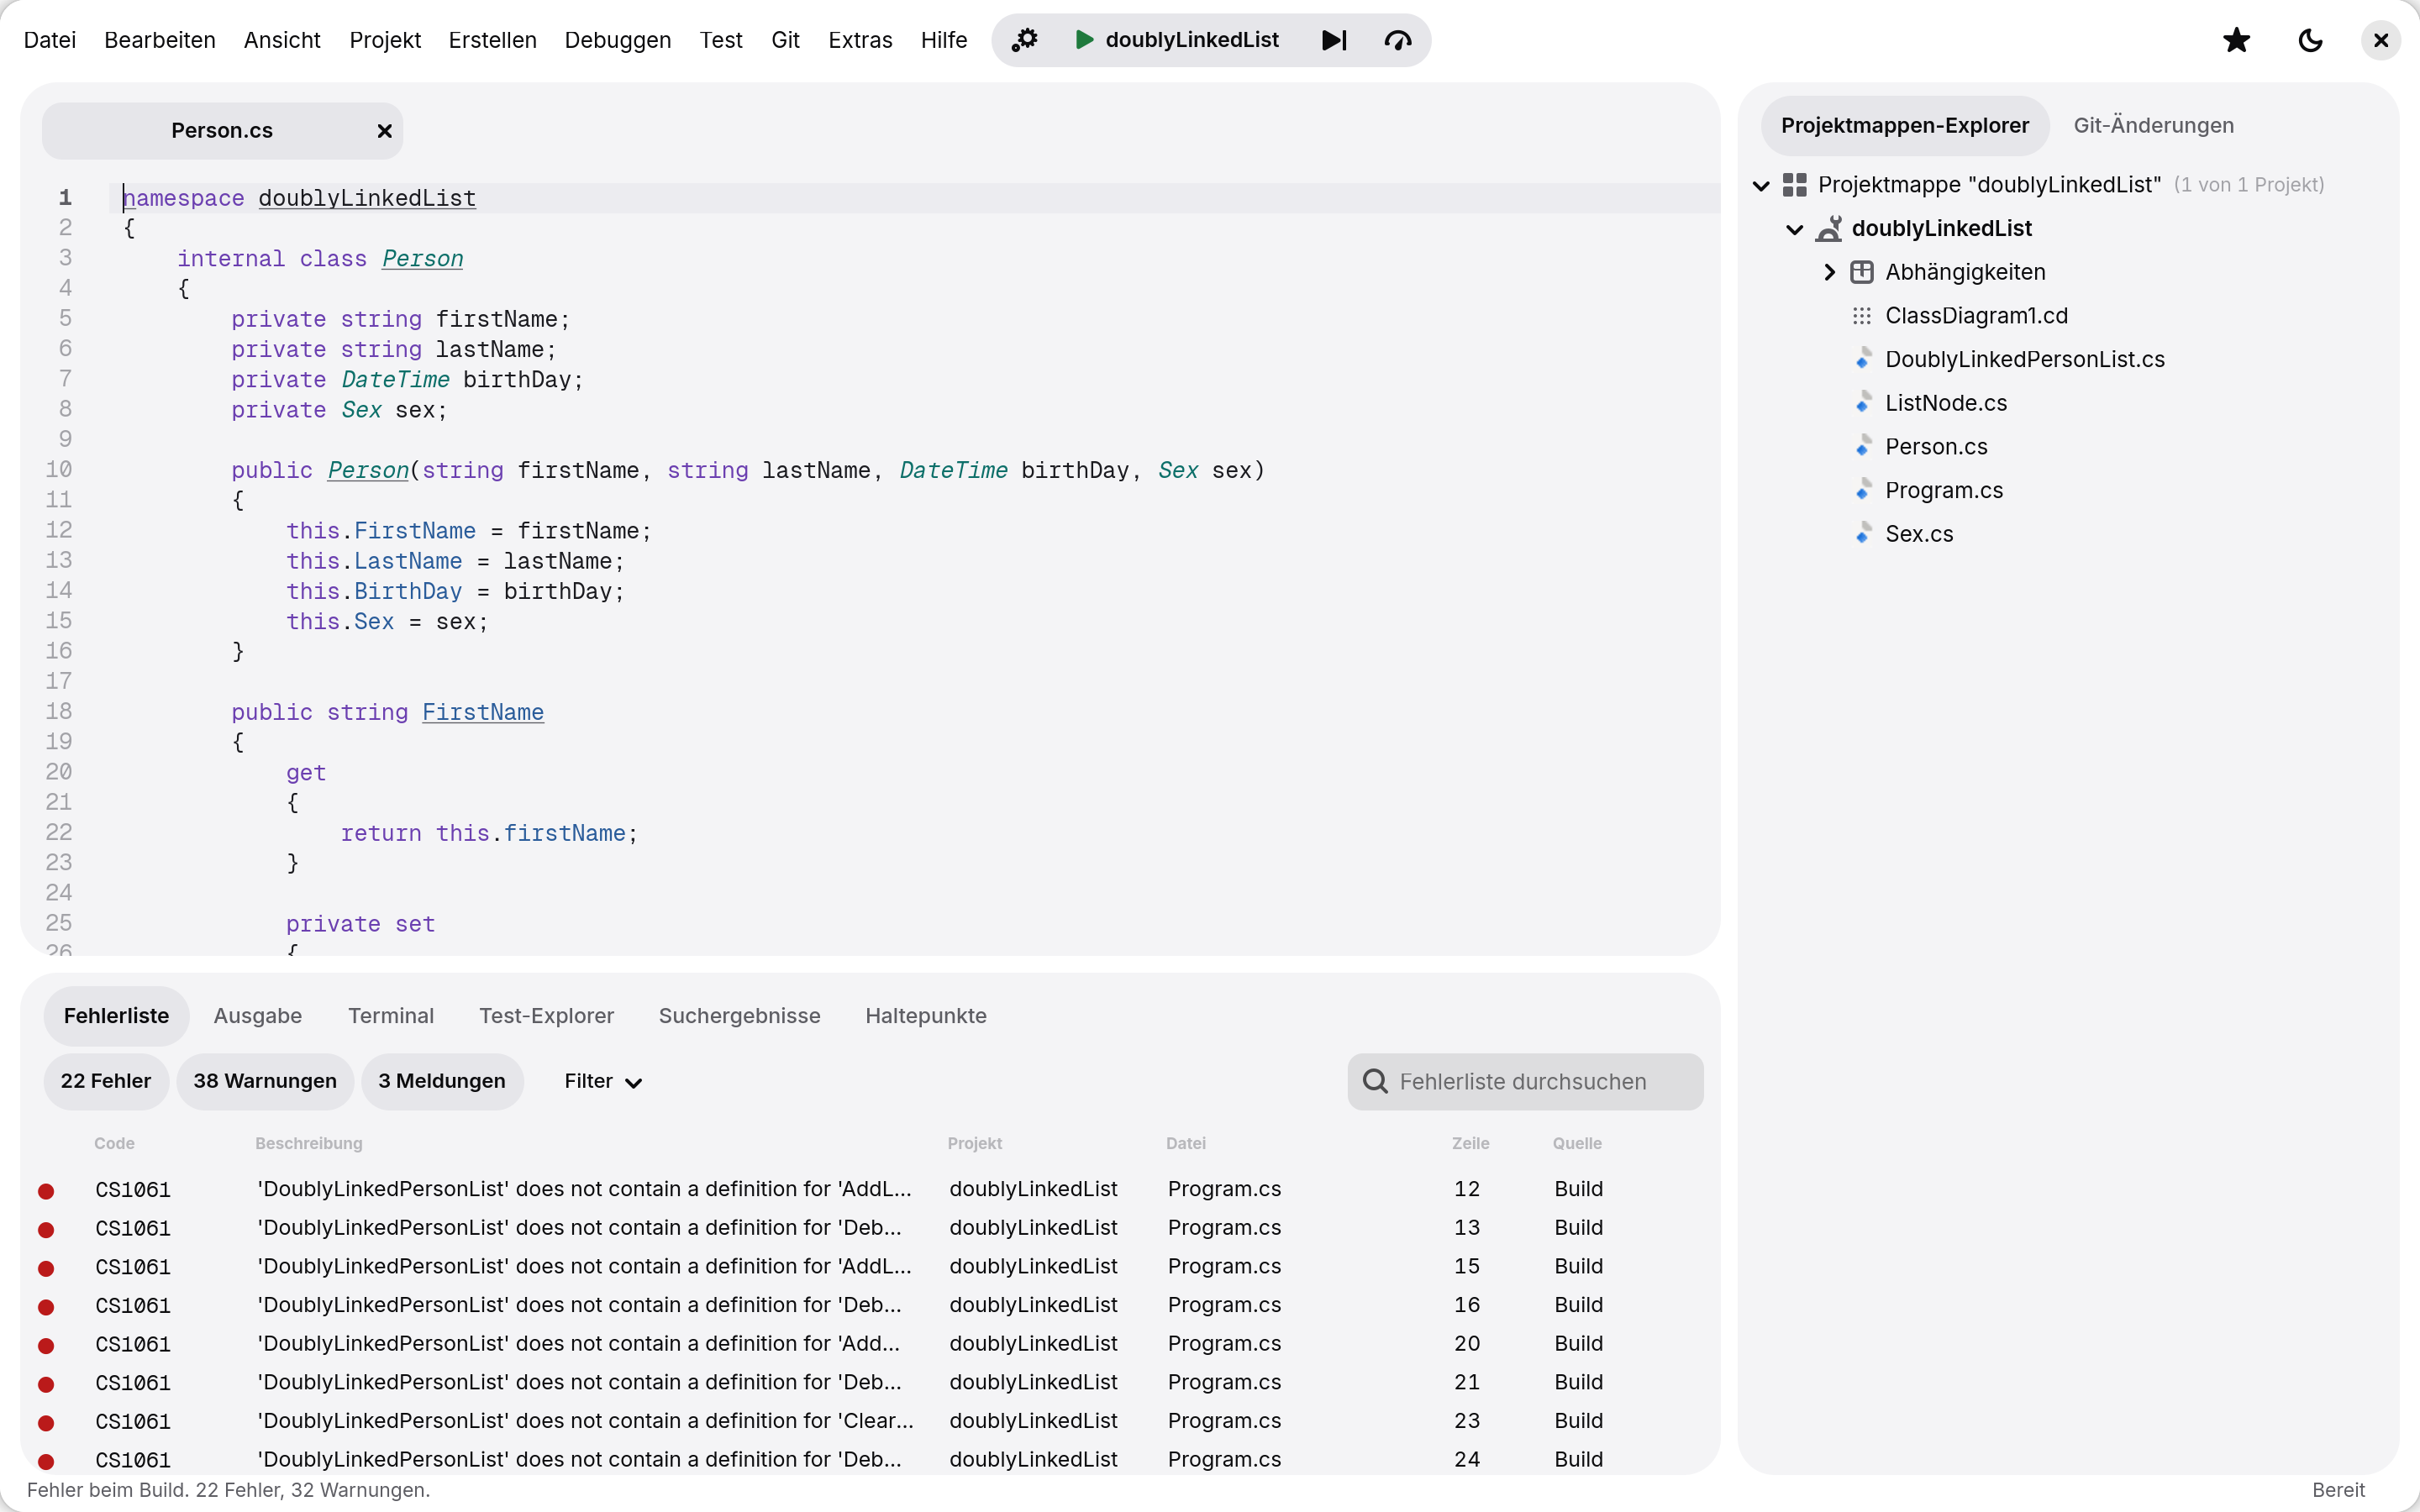 Datei Bearbeiten Ansicht Projekt Erstellen Debuggen Test Git Extras Hilfe doublyLinkedList
Person.cs
1 namespace doublyLinkedList
2 {
3 internal class Person
4 {
5 private string firstName;
6 private string lastName;
7 private DateTime birthDay;
8 private Sex sex;
9
10 public Person(string firstName, string lastName, DateTime birthDay, Sex sex)
11 {
12 this.FirstName = firstName;
13 this.LastName = lastName;
14 this.BirthDay = birthDay;
15 this.Sex = sex;
16 }
17
18 public string FirstName
19 {
20 get
21 {
22 return this.firstName;
23 }
24
25 private set
26 {
Projektmappen-Explorer Git-Änderungen
Projektmappe "doublyLinkedList" (1 von 1 Projekt)
doublyLinkedList
Abhängigkeiten
ClassDiagram1.cd
DoublyLinkedPersonList.cs
ListNode.cs
Person.cs
Program.cs
Sex.cs
Fehlerliste Ausgabe Terminal Test-Explorer Suchergebnisse Haltepunkte
22 Fehler 38 Warnungen 3 Meldungen Filter Fehlerliste durchsuchen
Code Beschreibung Projekt Datei Zeile Quelle
CS1061 'DoublyLinkedPersonList' does not contain a definition for 'AddL... doublyLinkedList Program.cs 12 Build
CS1061 'DoublyLinkedPersonList' does not contain a definition for 'Deb... doublyLinkedList Program.cs 13 Build
CS1061 'DoublyLinkedPersonList' does not contain a definition for 'AddL... doublyLinkedList Program.cs 15 Build
CS1061 'DoublyLinkedPersonList' does not contain a definition for 'Deb... doublyLinkedList Program.cs 16 Build
CS1061 'DoublyLinkedPersonList' does not contain a definition for 'Add... doublyLinkedList Program.cs 20 Build
CS1061 'DoublyLinkedPersonList' does not contain a definition for 'Deb... doublyLinkedList Program.cs 21 Build
CS1061 'DoublyLinkedPersonList' does not contain a definition for 'Clear... doublyLinkedList Program.cs 23 Build
CS1061 'DoublyLinkedPersonList' does not contain a definition for 'Deb... doublyLinkedList Program.cs 24 Build
Fehler beim Build. 22 Fehler, 32 Warnungen. Bereit